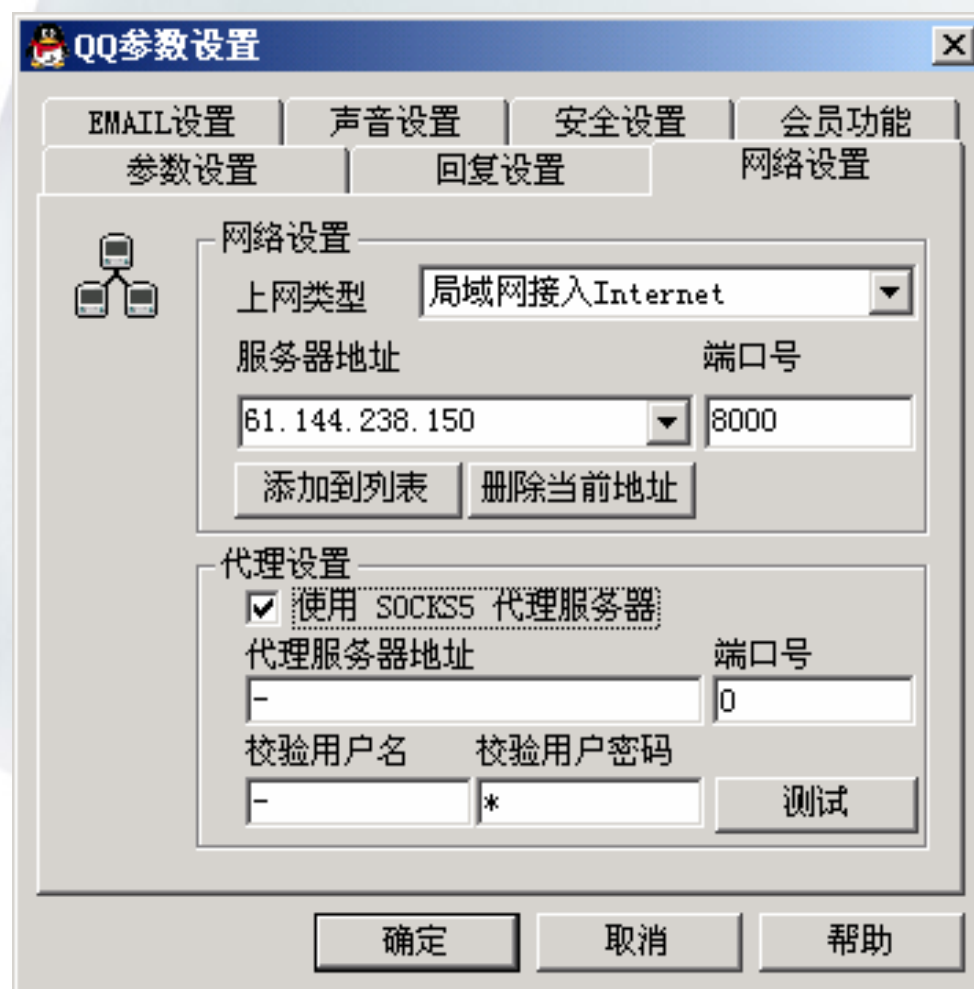 QQ参数设置
EMAIL设置 声音设置 安全设置 会员功能
参数设置 回复设置 网络设置
网络设置
上网类型 局域网接入Internet
服务器地址 端口号
61.144.238.150 8000
添加到列表 删除当前地址
代理设置
使用 SOCKS5 代理服务器
代理服务器地址 端口号
- 0
校验用户名 校验用户密码
- * 测试
确定 取消 帮助